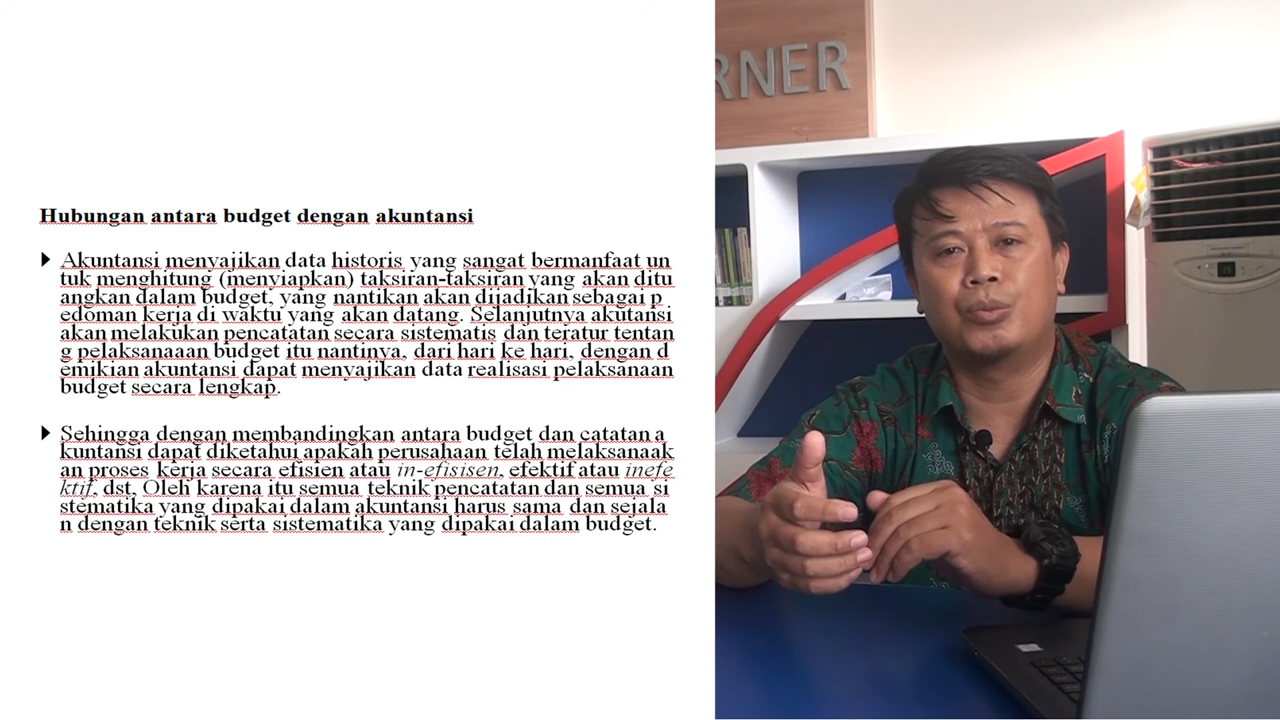 Hubungan antara budget dengan akuntansi
Akuntansi menyajikan data historis yang sangat bermanfaat un
tuk menghitung (menyiapkan) taksiran-taksiran yang akan ditu
angkan dalam budget, yang nantikan akan dijadikan sebagai p
edoman kerja di waktu yang akan datang. Selanjutnya akutansi
akan melakukan pencatatan secara sistematis dan teratur tentan
g pelaksanaaan budget itu nantinya, dari hari ke hari, dengan d
emikian akuntansi dapat menyajikan data realisasi pelaksanaan
budget secara lengkap.
Sehingga dengan membandingkan antara budget dan catatan a
kuntansi dapat diketahui apakah perusahaan telah melaksanaak
an proses kerja secara efisien atau in-efisisen, efektif atau inefe
ktif, dst. Oleh karena itu semua teknik pencatatan dan semua si
stematika yang dipakai dalam akuntansi harus sama dan sejala
n dengan teknik serta sistematika yang dipakai dalam budget.
RNER